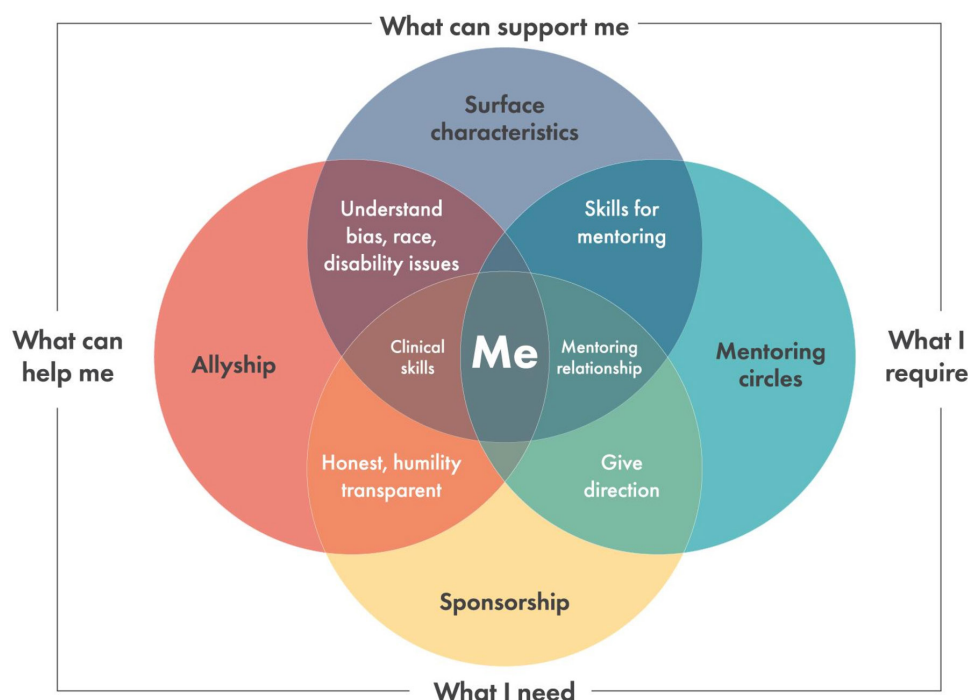 What can support me
Surface
characteristics
Understand
bias, race,
disability issues
Skills for
mentoring
What can
help me
Allyship
Clinical
skills
Me
Mentoring
relationship
Mentoring
circles
What I
require
Honest, humility
transparent
Give
direction
Sponsorship
What I need